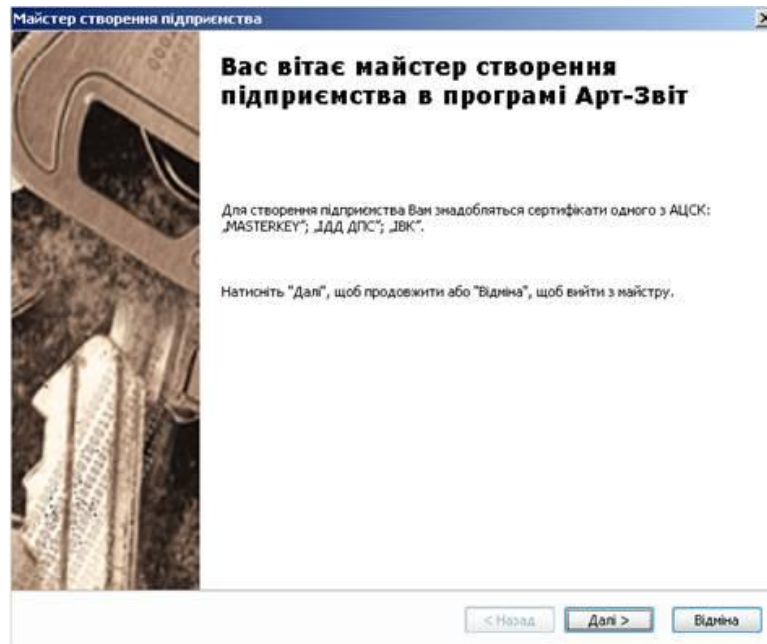 Майстер створення підприємства
Вас вітає майстер створення
підприємства в програмі Арт-Звіт
Для створення підприємства Вам знадобляться сертифікати одного з АЦСК:
„MASTERKEY”; „ІДД ДПС”; „ІВК”.
Натисніть "Далі", щоб продовжити або "Відміна", щоб вийти з майстру.
< Назад
Далі >
Відміна